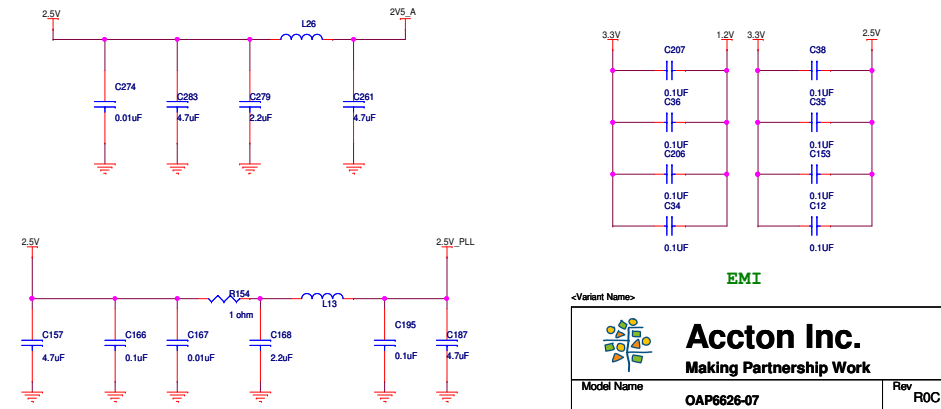 2.5V
2V5_A
L26
C274
C283
C279
C261
0.01uF
4.7uF
2.2uF
4.7uF
3.3V
1.2V
3.3V
2.5V
C207
C38
0.1UF
0.1UF
C36
C35
0.1UF
0.1UF
C206
C153
0.1UF
0.1UF
C34
C12
0.1UF
0.1UF
EMI
2.5V
2.5V_PLL
R154
L13
1 ohm
C157
C166
C167
C168
C195
C187
4.7uF
0.1uF
0.01uF
2.2uF
0.1uF
4.7uF
<Variant Name>
Accton Inc.
Making Partnership Work
Model Name
OAP6626-07
Rev
R0C